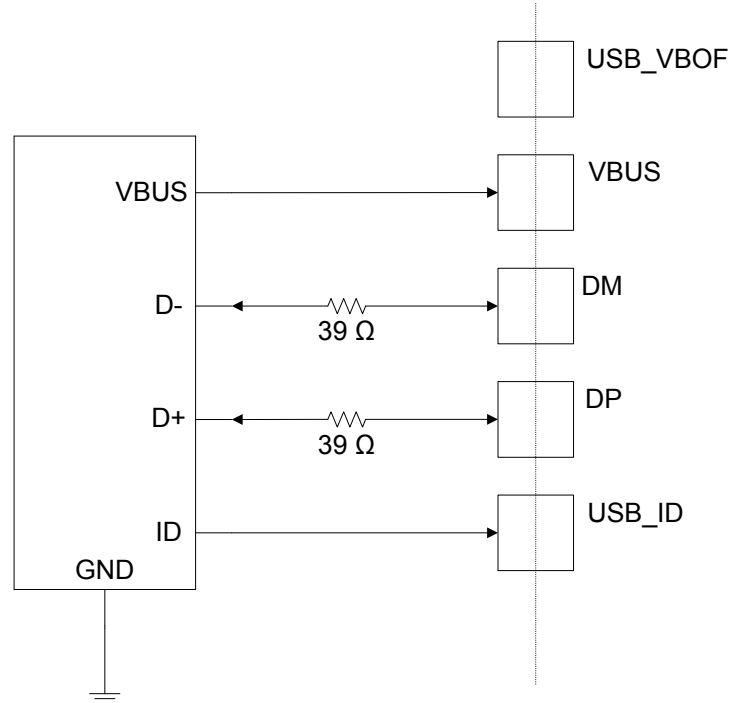 USB_VBOF
VBUS
VBUS
D-
DM
39 Ω
D+
DP
39 Ω
ID
USB_ID
GND